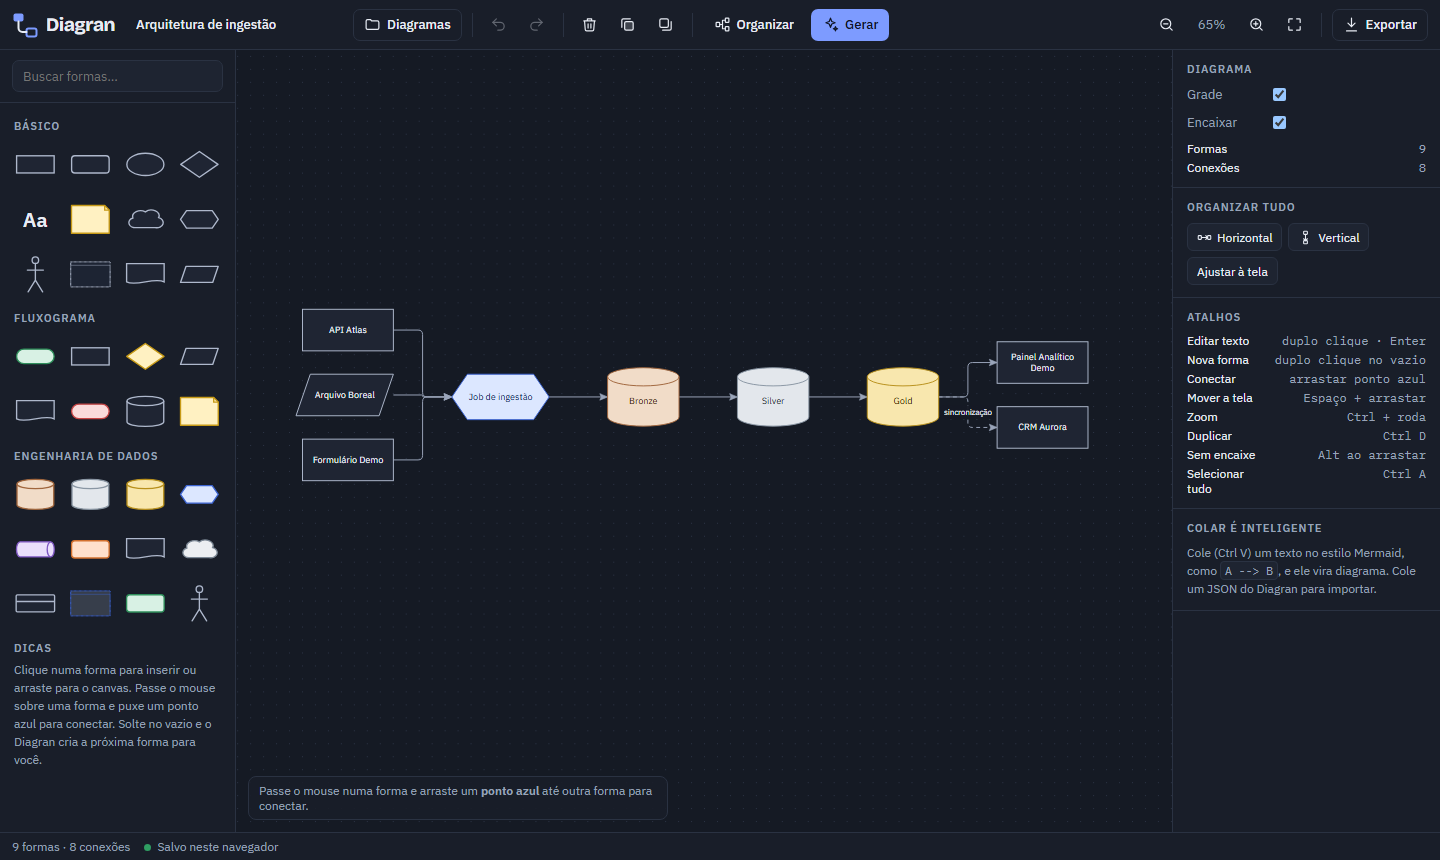 Diagran
Arquitetura de ingestão
Diagramas
Organizar
Gerar
65%
Exportar
Buscar formas...
BÁSICO
Aa
FLUXOGRAMA
ENGENHARIA DE DADOS
DICAS
Clique numa forma para inserir ou
arraste para o canvas. Passe o mouse
sobre uma forma e puxe um ponto
azul para conectar. Solte no vazio e o
Diagran cria a próxima forma para
você.
API Atlas
Arquivo Boreal
Formulário Demo
Job de ingestão
Bronze
Silver
Gold
sincronização
Painel Analítico
Demo
CRM Aurora
Passe o mouse numa forma e arraste um ponto azul até outra forma para
conectar.
DIAGRAMA
Grade
Encaixar
Formas 9
Conexões 8
ORGANIZAR TUDO
Horizontal
Vertical
Ajustar à tela
ATALHOS
Editar texto duplo clique · Enter
Nova forma duplo clique no vazio
Conectar arrastar ponto azul
Mover a tela Espaço + arrastar
Zoom Ctrl + roda
Duplicar Ctrl D
Sem encaixe Alt ao arrastar
Selecionar Ctrl A
tudo
COLAR É INTELIGENTE
Cole (Ctrl V) um texto no estilo Mermaid,
como A --> B, e ele vira diagrama. Cole
um JSON do Diagran para importar.
9 formas · 8 conexões
Salvo neste navegador